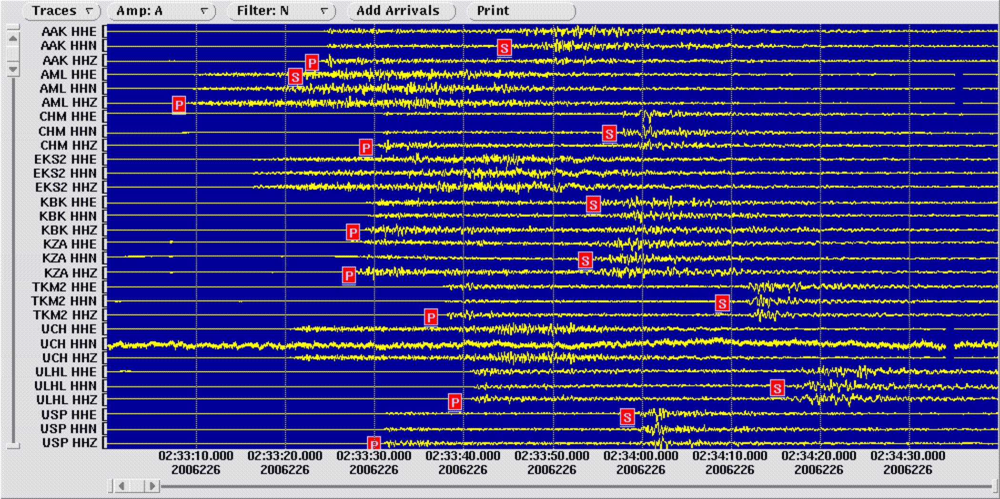 Traces Amp: A Filter: N Add Arrivals Print
AAK HHE
AAK HHN S
AAK HHZ P
AML HHE S
AML HHN
AML HHZ P
CHM HHE
CHM HHN S
CHM HHZ P
EKS2 HHE
EKS2 HHN
EKS2 HHZ
KBK HHE S
KBK HHN
KBK HHZ P
KZA HHE
KZA HHN S
KZA HHZ P
TKM2 HHE
TKM2 HHN S
TKM2 HHZ P
UCH HHE
UCH HHN
UCH HHZ
ULHL HHE
ULHL HHN S
ULHL HHZ P
USP HHE S
USP HHN
USP HHZ P
02:33:10.000 02:33:20.000 02:33:30.000 02:33:40.000 02:33:50.000 02:34:00.000 02:34:10.000 02:34:20.000 02:34:30.000
2006226 2006226 2006226 2006226 2006226 2006226 2006226 2006226 2006226